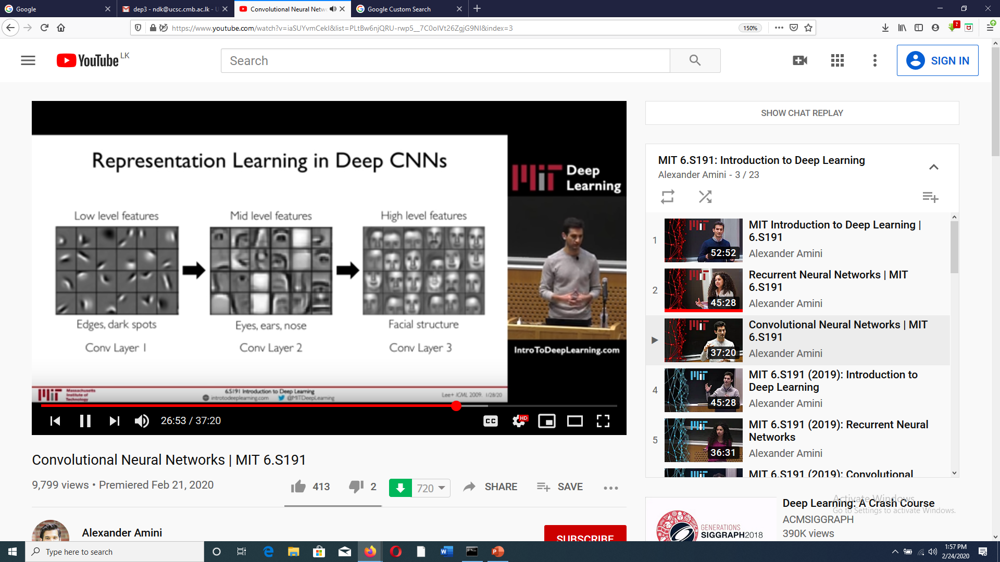 Google
dep3 - ndk@ucsc.cmb.ac.lk - U
Convolutional Neural Netw
Google Custom Search
https://www.youtube.com/watch?v=iaSUYvmCekI&list=PLtBw6njQRU-rwp5__7C0oIVt26ZgjG9NI&index=3
150%
YouTube LK
Search
SIGN IN
Representation Learning in Deep CNNs
Low level features
Mid level features
High level features
Edges, dark spots
Eyes, ears, nose
Facial structure
Conv Layer 1
Conv Layer 2
Conv Layer 3
MIT Deep
Learning
IntroToDeepLearning.com
Massachusetts
Institute of
Technology
6.S191 Introduction to Deep Learning
introtodeeplearning.com @MITDeepLearning
Lee+ ICML 2009. 1/28/20
26:53 / 37:20
CC
HD
Convolutional Neural Networks | MIT 6.S191
9,799 views • Premiered Feb 21, 2020
413
2
720
SHARE
SAVE
Alexander Amini
SUBSCRIBE
SHOW CHAT REPLAY
MIT 6.S191: Introduction to Deep Learning
Alexander Amini - 3 / 23
1
52:52
MIT Introduction to Deep Learning |
6.S191
Alexander Amini
2
45:28
Recurrent Neural Networks | MIT
6.S191
Alexander Amini
37:20
Convolutional Neural Networks | MIT
6.S191
Alexander Amini
4
45:28
MIT 6.S191 (2019): Introduction to
Deep Learning
Alexander Amini
5
36:31
MIT 6.S191 (2019): Recurrent Neural
Networks
Alexander Amini
MIT 6.S191 (2019): Convolutional
GENERATIONS
SIGGRAPH2018
Deep Learning: A Crash Course
ACMSIGGRAPH
390K views
Activate Windows
Go to Settings to activate Windows.
Type here to search
1:57 PM
2/24/2020